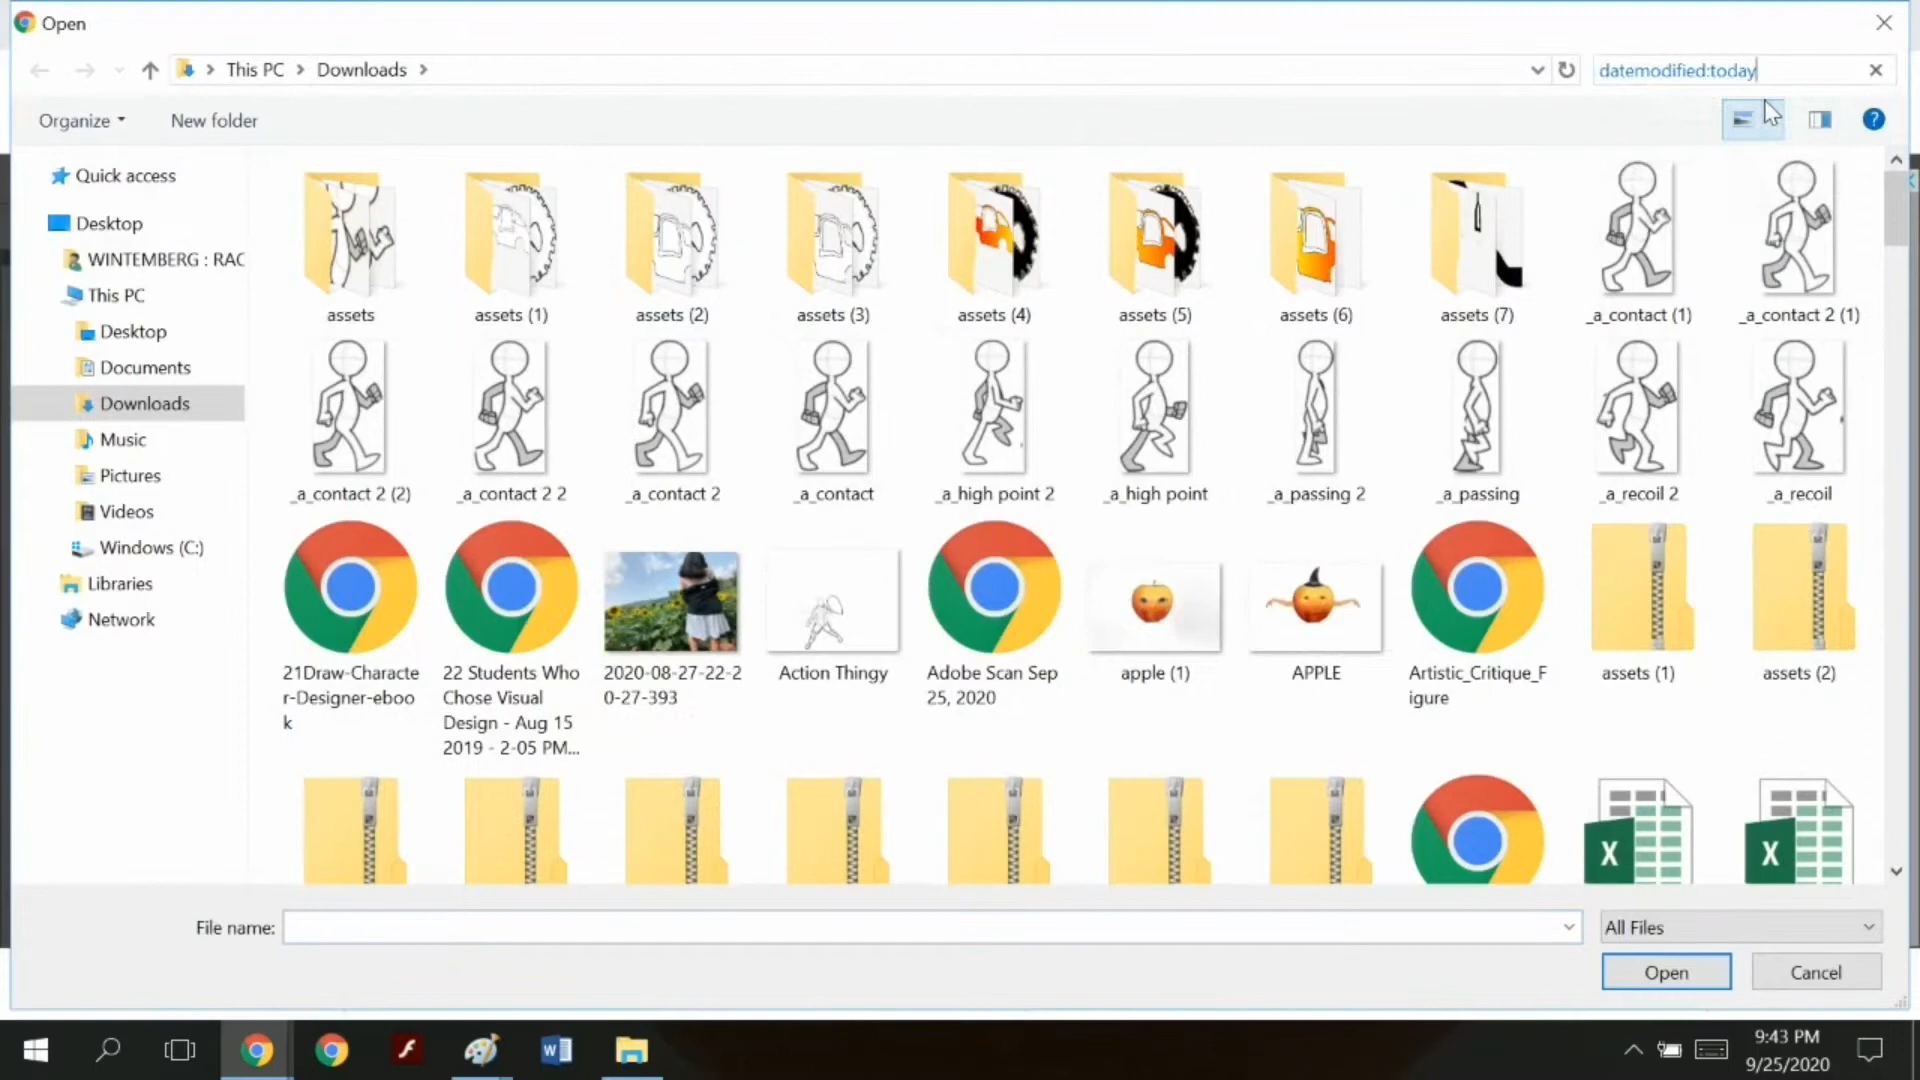 Open
This PC > Downloads >
datemodified:today
Organize
New folder
Quick access
Desktop
WINTEMBERG : RAC
This PC
Desktop
Documents
Downloads
Music
Pictures
Videos
Windows (C:)
Libraries
Network
assets
assets (1)
assets (2)
assets (3)
assets (4)
assets (5)
assets (6)
assets (7)
_a_contact (1)
_a_contact 2 (1)
_a_contact 2 (2)
_a_contact 2 2
_a_contact 2
_a_contact
_a_high point 2
_a_high point
_a_passing 2
_a_passing
_a_recoil 2
_a_recoil
21Draw-Characte
r-Designer-eboo
k
22 Students Who
Chose Visual
Design - Aug 15
2019 - 2-05 PM...
2020-08-27-22-2
0-27-393
Action Thingy
Adobe Scan Sep
25, 2020
apple (1)
APPLE
Artistic_Critique_F
igure
assets (1)
assets (2)
File name:
All Files
Open
Cancel
9:43 PM
9/25/2020